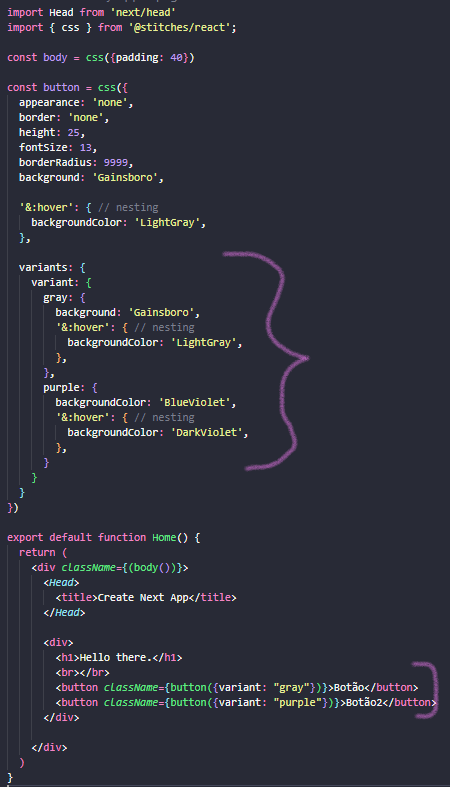 import Head from 'next/head'
import { css } from '@stitches/react';
const body = css({padding: 40})
const button = css({
appearance: 'none',
border: 'none',
height: 25,
fontSize: 13,
borderRadius: 9999,
background: 'Gainsboro',
'&:hover': { // nesting
backgroundColor: 'LightGray',
},
variants: {
variant: {
gray: {
background: 'Gainsboro',
'&:hover': { // nesting
backgroundColor: 'LightGray',
},
},
purple: {
backgroundColor: 'BlueViolet',
'&:hover': { // nesting
backgroundColor: 'DarkViolet',
},
}
}
}
})
export default function Home() {
return (
<div className={(body())}>
<Head>
<title>Create Next App</title>
</Head>
<div>
<h1>Hello there.</h1>
<br></br>
<button className={button({variant: "gray"})}>Botão</button>
<button className={button({variant: "purple"})}>Botão2</button>
</div>
</div>
)
}